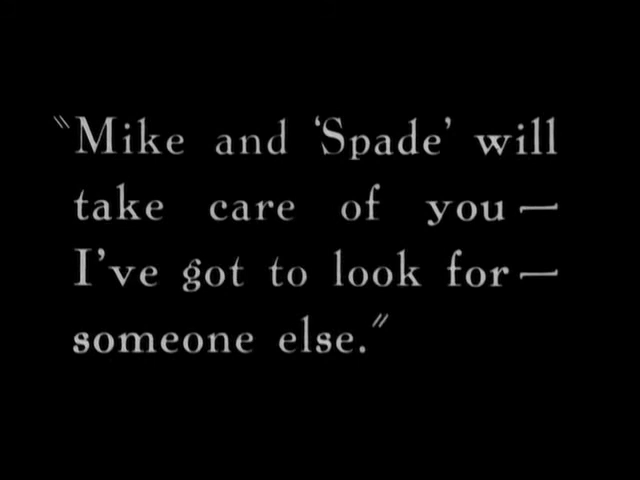 "Mike and 'Spade' will
take care of you—
I've got to look for—
someone else."